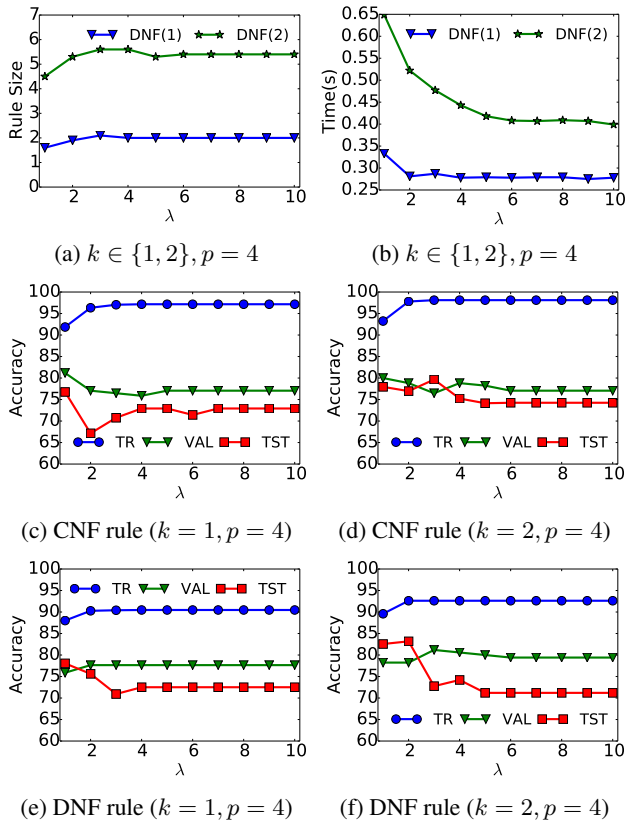 7
6
5
4
3
2
1
0
Rule Size
DNF(1) DNF(2)
2 4 6 8 10
λ
(a) k ∈ {1, 2}, p = 4
0.65
0.60
0.55
0.50
0.45
0.40
0.35
0.30
0.25
Time(s)
DNF(1) DNF(2)
2 4 6 8 10
λ
(b) k ∈ {1, 2}, p = 4
100
95
90
85
80
75
70
65
60
Accuracy
TR VAL TST
2 4 6 8 10
λ
(c) CNF rule (k = 1, p = 4)
100
95
90
85
80
75
70
65
60
Accuracy
TR VAL TST
2 4 6 8 10
λ
(d) CNF rule (k = 2, p = 4)
100
95
90
85
80
75
70
65
60
Accuracy
TR VAL TST
2 4 6 8 10
λ
(e) DNF rule (k = 1, p = 4)
100
95
90
85
80
75
70
65
60
Accuracy
TR VAL TST
2 4 6 8 10
λ
(f) DNF rule (k = 2, p = 4)